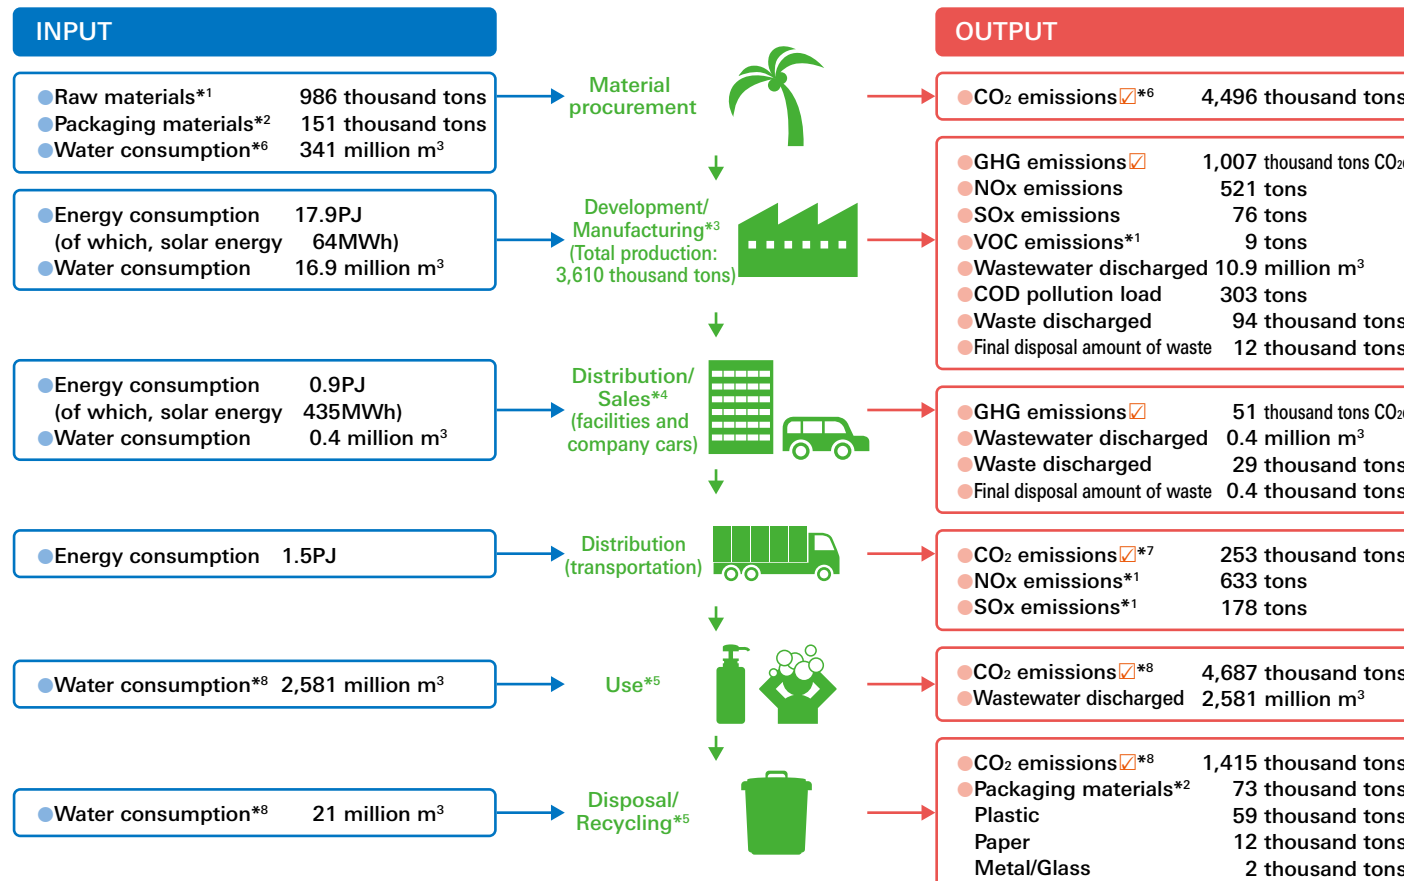 INPUT
OUTPUT
Raw materials*1 986 thousand tons
Packaging materials*2 151 thousand tons
Water consumption*6 341 million m³
Material
procurement
CO₂ emissions☑*6 4,496 thousand tons
Energy consumption 17.9PJ
(of which, solar energy 64MWh)
Water consumption 16.9 million m³
Development/
Manufacturing*3
(Total production:
3,610 thousand tons)
GHG emissions☑ 1,007 thousand tons CO₂e
NOx emissions 521 tons
SOx emissions 76 tons
VOC emissions*1 9 tons
Wastewater discharged 10.9 million m³
COD pollution load 303 tons
Waste discharged 94 thousand tons
Final disposal amount of waste 12 thousand tons
Energy consumption 0.9PJ
(of which, solar energy 435MWh)
Water consumption 0.4 million m³
Distribution/
Sales*4
(facilities and
company cars)
GHG emissions☑ 51 thousand tons CO₂e
Wastewater discharged 0.4 million m³
Waste discharged 29 thousand tons
Final disposal amount of waste 0.4 thousand tons
Energy consumption 1.5PJ
Distribution
(transportation)
CO₂ emissions☑*7 253 thousand tons
NOx emissions*1 633 tons
SOx emissions*1 178 tons
Water consumption*8 2,581 million m³
Use*5
CO₂ emissions☑*8 4,687 thousand tons
Wastewater discharged 2,581 million m³
Water consumption*8 21 million m³
Disposal/
Recycling*5
CO₂ emissions☑*8 1,415 thousand tons
Packaging materials*2 73 thousand tons
Plastic 59 thousand tons
Paper 12 thousand tons
Metal/Glass 2 thousand tons